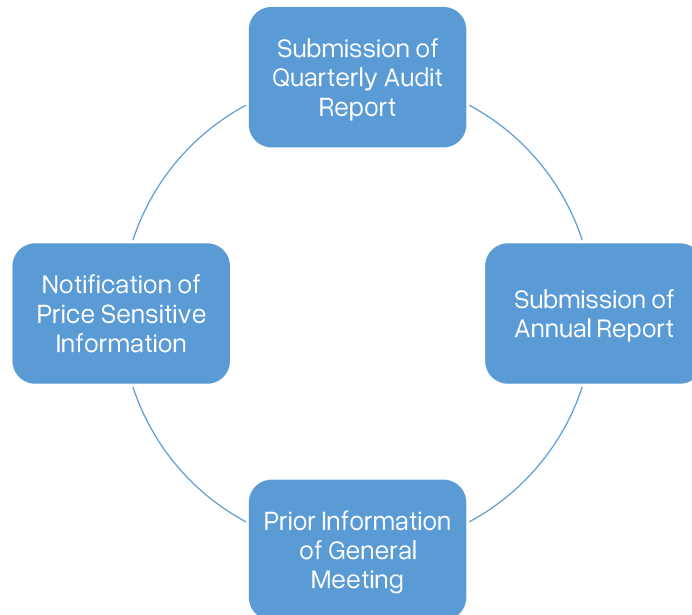 Submission of
Quarterly Audit
Report
Notification of
Price Sensitive
Information
Submission of
Annual Report
Prior Information
of General
Meeting